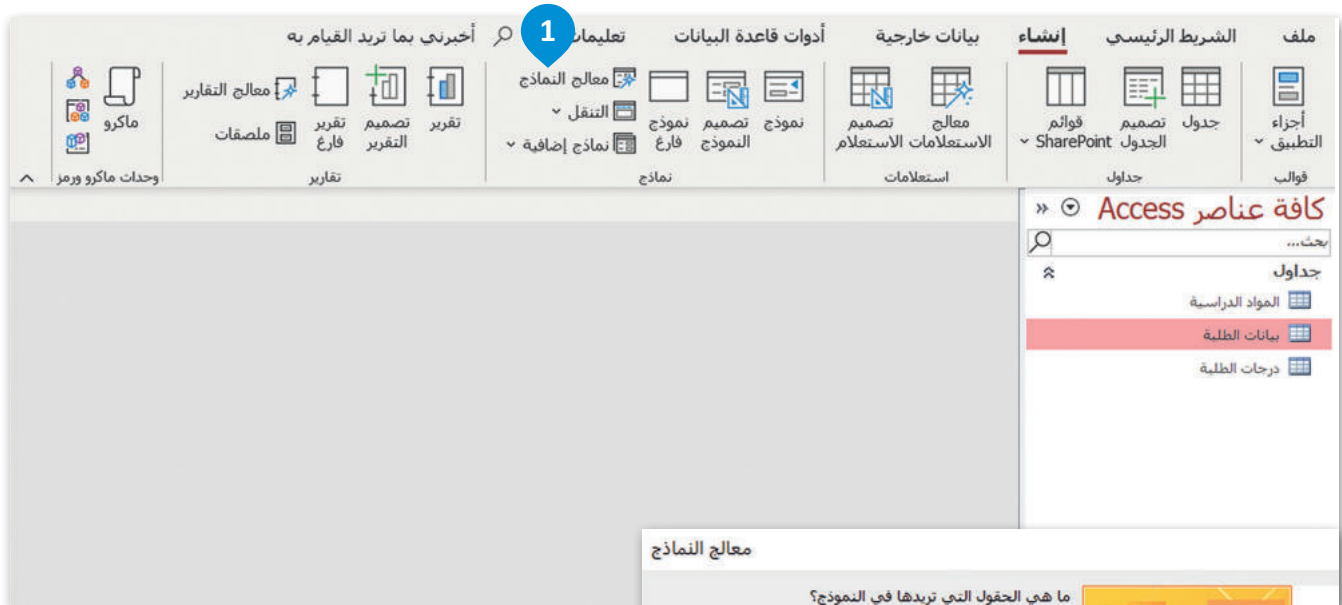 ملف الشريط الرئيسي إنشاء بيانات خارجية أدوات قاعدة البيانات أخبرني بما تريد القيام به
1
أجزاء التطبيق
جدول
تصميم الجدول
قوائم SharePoint
معالج الاستعلامات
تصميم الاستعلام
نموذج
تصميم النموذج
نموذج فارغ
معالج النماذج
التنقل
نماذج إضافية
تقرير
تصميم التقرير
تقرير فارغ
معالج التقارير
ملصقات
ماكرو
قوالب جداول استعلامات نماذج تقارير وحدات ماكرو ورمز
كافة عناصر Access
بحث...
جداول
المواد الدراسية
بيانات الطلبة
درجات الطلبة
معالج النماذج
ما هي الحقول التي تريدها في النموذج؟